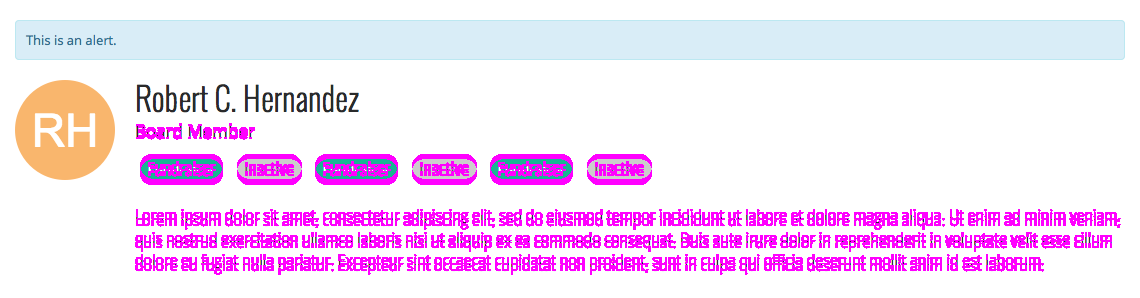 This is an alert.
RH
Robert C. Hernandez
Board Member
Inactive Inactive Inactive
Lorem ipsum dolor sit amet, consectetur adipiscing elit, sed do eiusmod tempor incididunt ut labore et dolore magna aliqua. Ut enim ad minim veniam,
quis nostrud exercitation ullamco laboris nisi ut aliquip ex ea commodo consequat. Duis aute irure dolor in reprehenderit in voluptate velit esse cillum
dolore eu fugiat nulla pariatur. Excepteur sint occaecat cupidatat non proident, sunt in culpa qui officia deserunt mollit anim id est laborum.